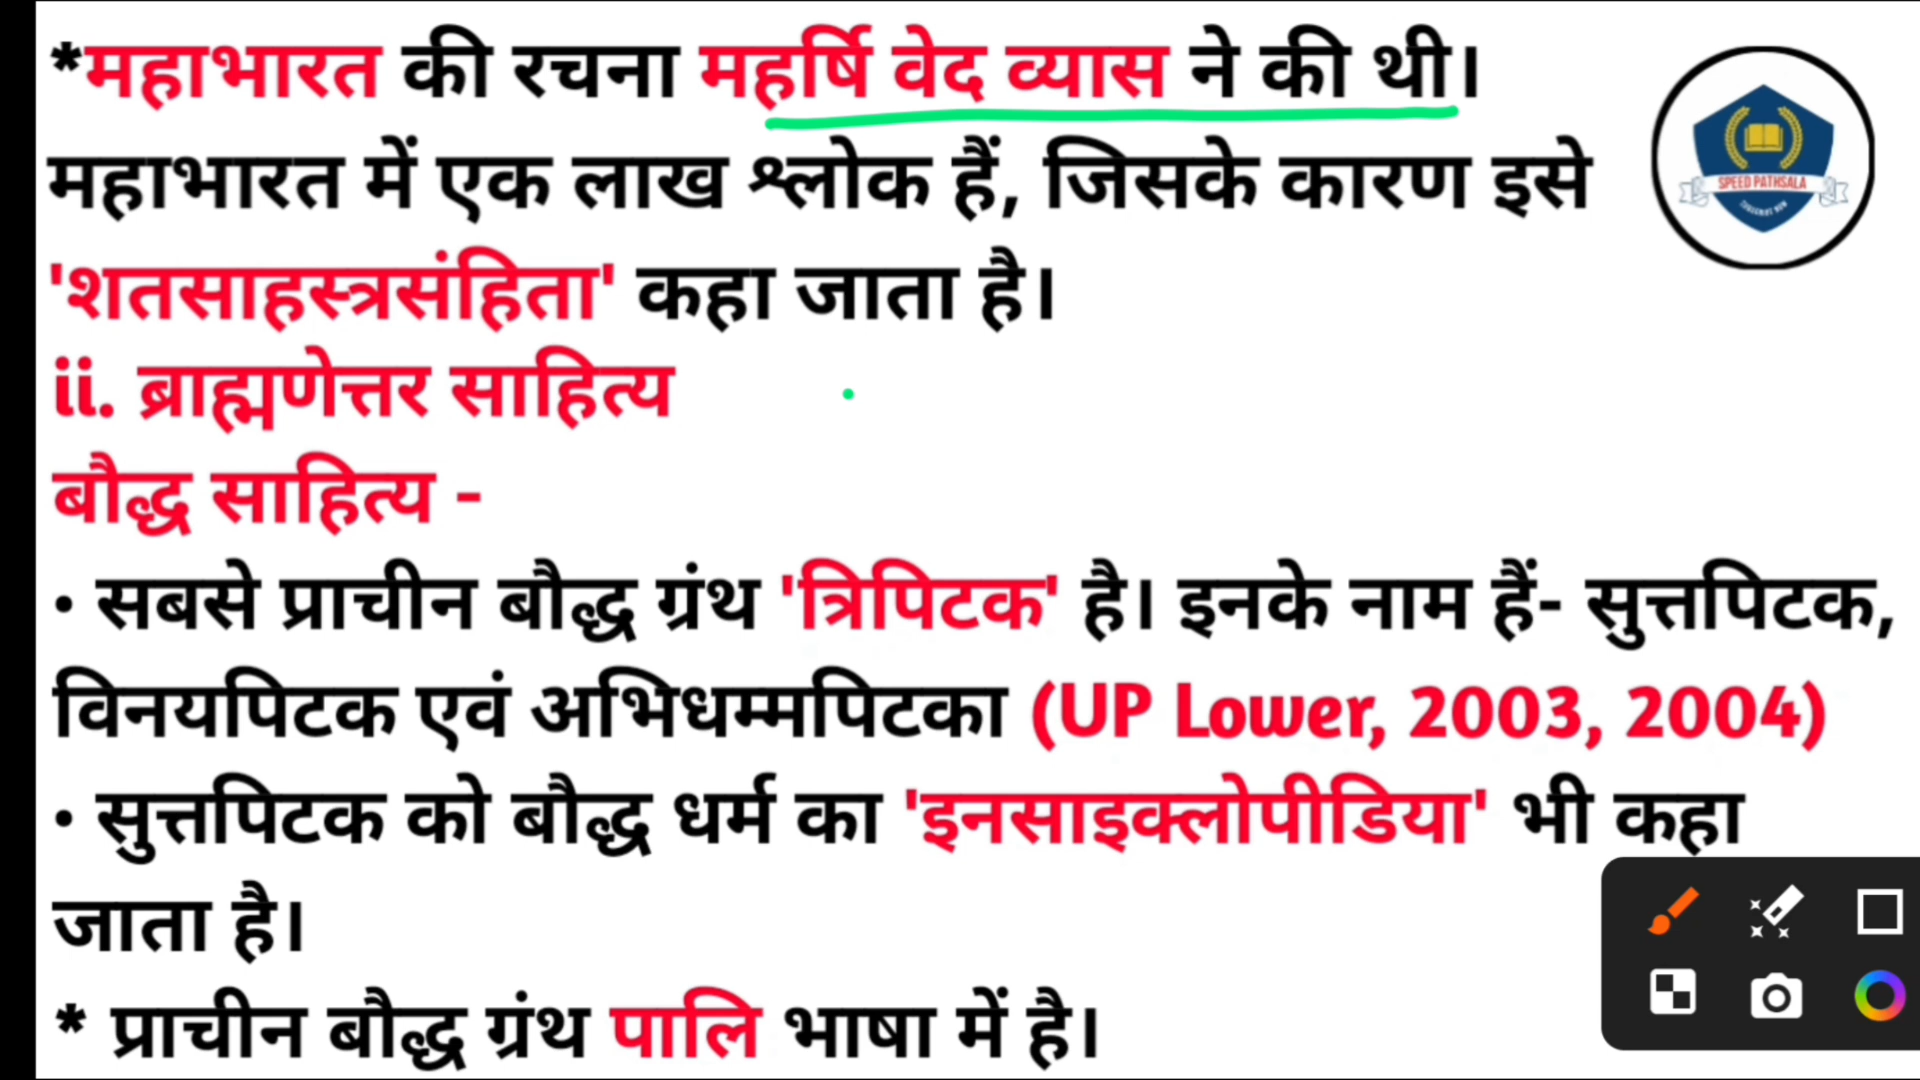 *महाभारत की रचना महर्षि वेद व्यास ने की थी।
महाभारत में एक लाख श्लोक हैं, जिसके कारण इसे
'शतसाहस्त्रसंहिता' कहा जाता है।
ii. ब्राह्मणेत्तर साहित्य
बौद्ध साहित्य -
• सबसे प्राचीन बौद्ध ग्रंथ 'त्रिपिटक' है। इनके नाम हैं- सुत्तपिटक,
विनयपिटक एवं अभिधम्मपिटका (UP Lower, 2003, 2004)
• सुत्तपिटक को बौद्ध धर्म का 'इनसाइक्लोपीडिया' भी कहा
जाता है।
* प्राचीन बौद्ध ग्रंथ पालि भाषा में है।
SPEED PATHSALA